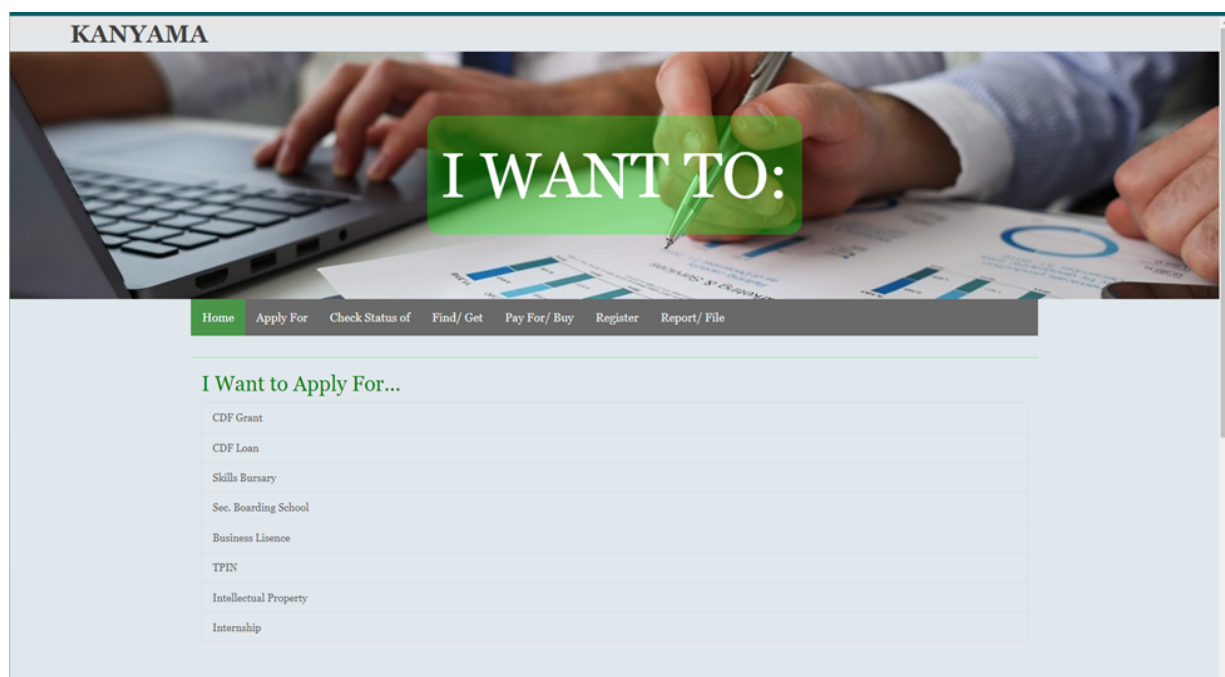 KANYAMA
I WANT TO:
Home Apply For Check Status of Find/ Get Pay For/ Buy Register Report/ File
I Want to Apply For...
CDF Grant
CDF Loan
Skills Bursary
Sec. Boarding School
Business Lisence
TPIN
Intellectual Property
Internship